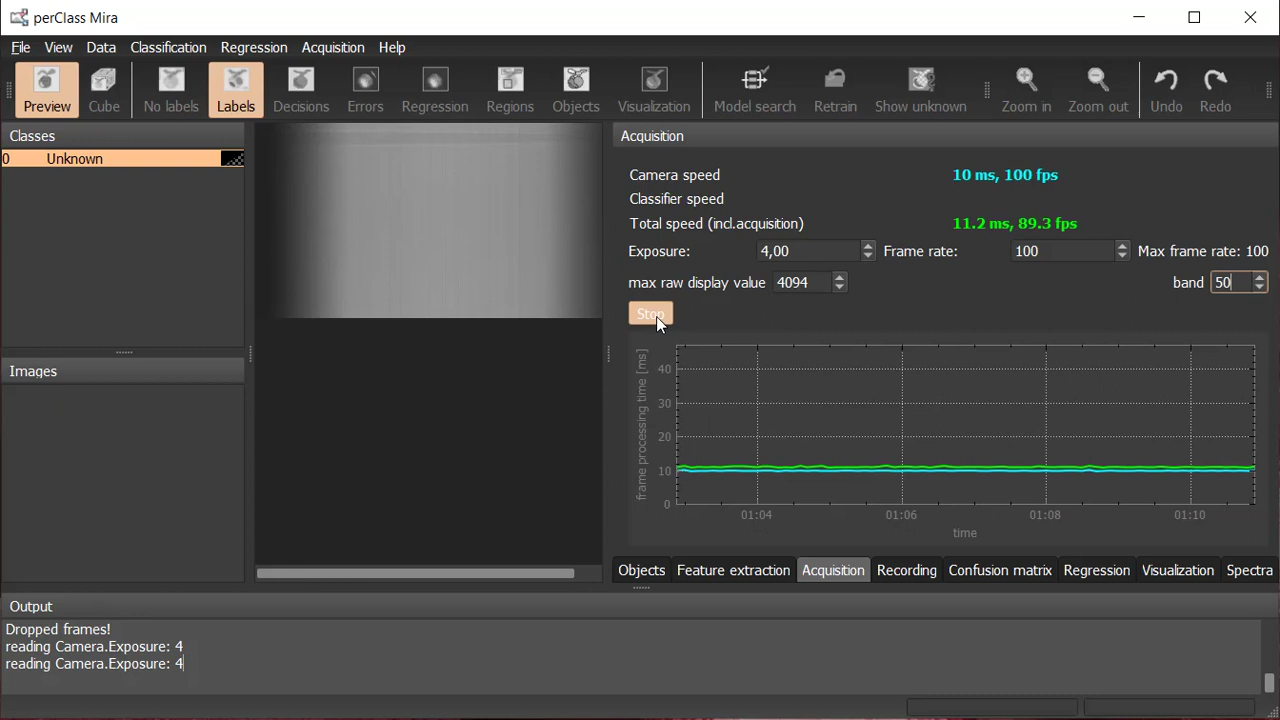 perClass Mira
File View Data Classification Regression Acquisition Help
Preview Cube No labels Labels Decisions Errors Regression Regions Objects Visualization Model search Retrain Show unknown Zoom in Zoom out Undo Redo
Classes
0 Unknown
Images
Acquisition
Camera speed 10 ms, 100 fps
Classifier speed
Total speed (incl.acquisition) 11.2 ms, 89.3 fps
Exposure: 4,00 Frame rate: 100 Max frame rate: 100
max raw display value 4094 band 50
Stop
frame processing time [ms]
40
30
20
10
0
01:04 01:06 01:08 01:10
time
Objects Feature extraction Acquisition Recording Confusion matrix Regression Visualization Spectra
Output
Dropped frames!
reading Camera.Exposure: 4
reading Camera.Exposure: 4